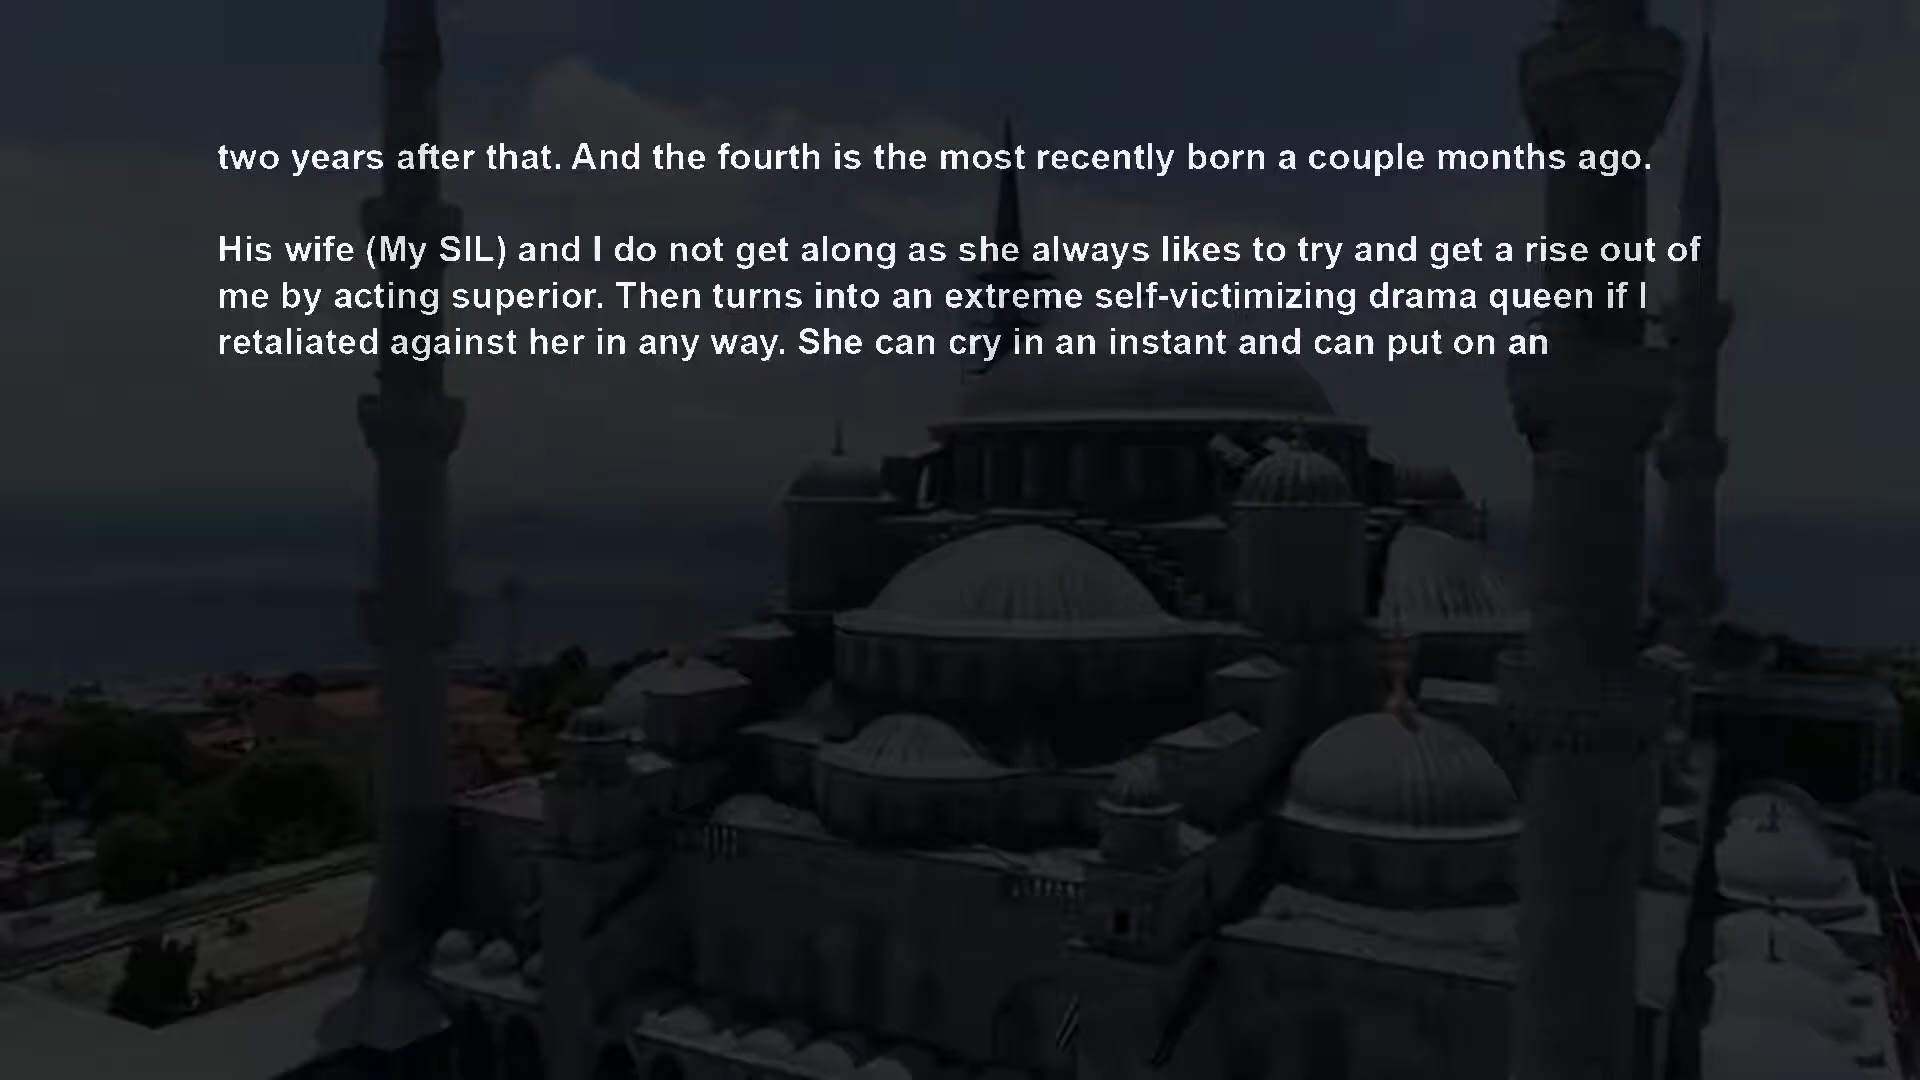 two years after that. And the fourth is the most recently born a couple months ago.
His wife (My SIL) and I do not get along as she always likes to try and get a rise out of
me by acting superior. Then turns into an extreme self-victimizing drama queen if I
retaliated against her in any way. She can cry in an instant and can put on an